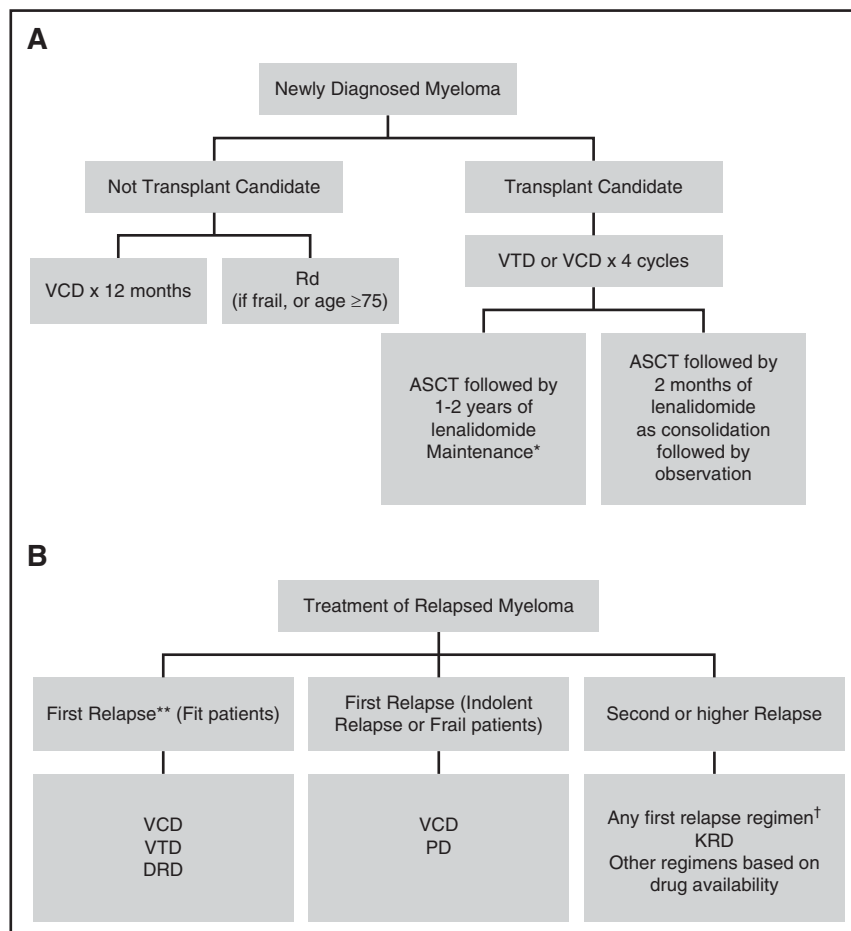 A
Newly Diagnosed Myeloma
Not Transplant Candidate
Transplant Candidate
VCD x 12 months
Rd
(if frail, or age ≥75)
VTD or VCD x 4 cycles
ASCT followed by
1-2 years of
lenalidomide
Maintenance*
ASCT followed by
2 months of
lenalidomide
as consolidation
followed by
observation
B
Treatment of Relapsed Myeloma
First Relapse** (Fit patients)
First Relapse (Indolent
Relapse or Frail patients)
Second or higher Relapse
VCD
VTD
DRD
VCD
PD
Any first relapse regimen†
KRD
Other regimens based on
drug availability